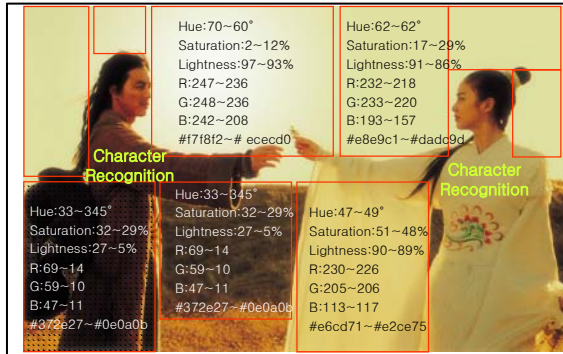 Hue:70~60°
Saturation:2~12%
Lightness:97~93%
R:247~236
G:248~236
B:242~208
#f7f8f2~# ececd0
Hue:62~62°
Saturation:17~29%
Lightness:91~86%
R:232~218
G:233~220
B:193~157
#e8e9c1~#dadc9d
Character
Recognition
Character
Recognition
Hue:33~345°
Saturation:32~29%
Lightness:27~5%
R:69~14
G:59~10
B:47~11
#372e27~#0e0a0b
Hue:33~345°
Saturation:32~29%
Lightness:27~5%
R:69~14
G:59~10
B:47~11
#372e27~#0e0a0b
Hue:47~49°
Saturation:51~48%
Lightness:90~89%
R:230~226
G:205~206
B:113~117
#e6cd71~#e2ce75